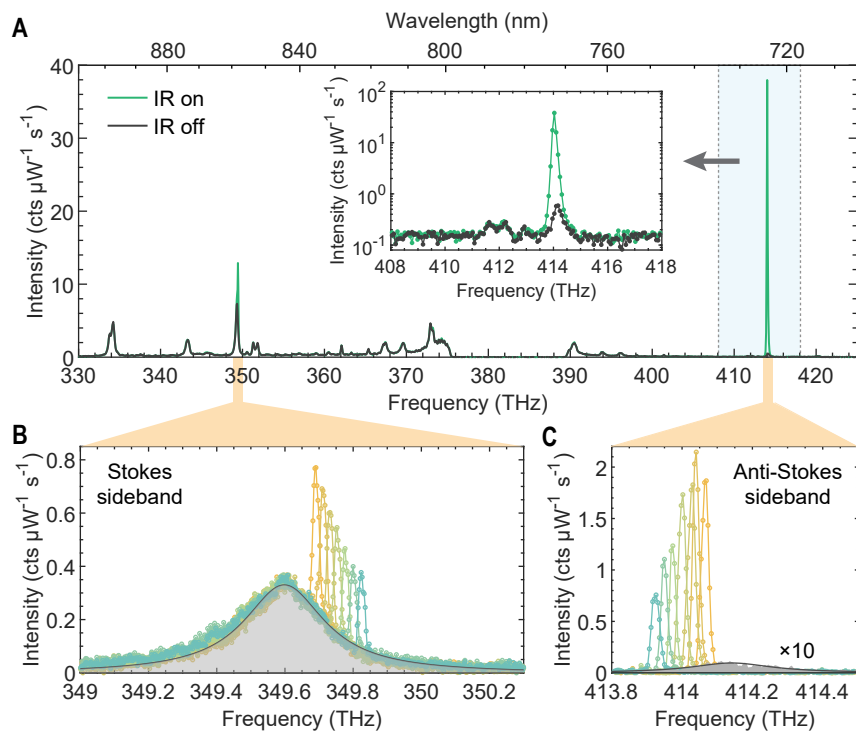 Wavelength (nm)
A
880 840 800 760 720
40
30
20
10
0
Intensity (cts µW⁻¹ s⁻¹)
IR on
IR off
10²
10¹
10⁰
10⁻¹
Intensity (cts µW⁻¹ s⁻¹)
408 410 412 414 416 418
Frequency (THz)
330 340 350 360 370 380 390 400 410 420
Frequency (THz)
B
Stokes
sideband
0.8
0.6
0.4
0.2
0
Intensity (cts µW⁻¹ s⁻¹)
349 349.2 349.4 349.6 349.8 350 350.2
Frequency (THz)
C
Anti-Stokes
sideband
2
1.5
1
0.5
0
Intensity (cts µW⁻¹ s⁻¹)
×10
413.8 414 414.2 414.4
Frequency (THz)